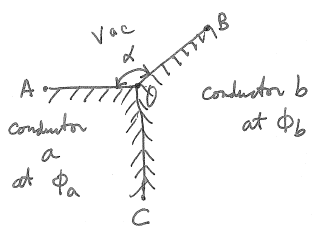 Vac
α
B
A
O
conductor
a
at ϕa
conductor b
at ϕb
C